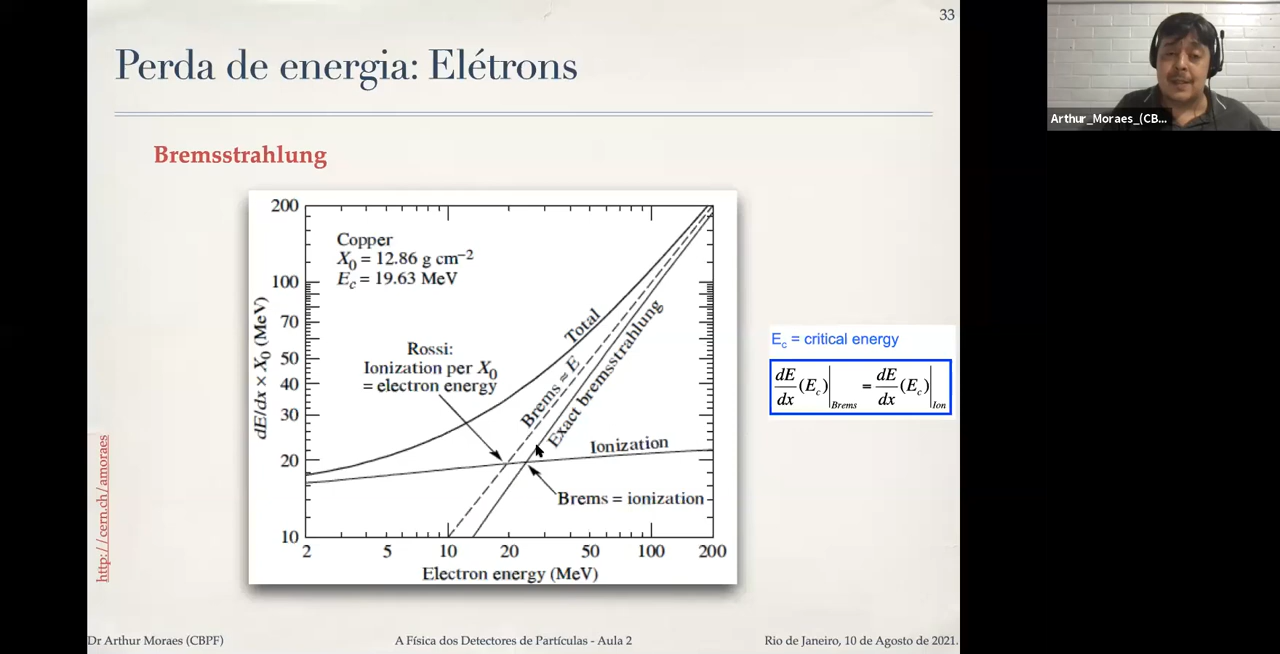 33
Perda de energia: Elétrons
Arthur_Moraes_(CB...
Bremsstrahlung
200
100
70
50
40
30
20
10
dE/dx × X₀ (MeV)
Copper
X₀ = 12.86 g cm⁻²
E_c = 19.63 MeV
Rossi:
Ionization per X₀
= electron energy
Total
Brems ≈ E
Exact bremsstrahlung
Ionization
Brems = ionization
2 5 10 20 50 100 200
Electron energy (MeV)
E_c = critical energy
dE/dx (E_c)|_Brems = dE/dx (E_c)|_Ion
http://cern.ch/amoraes
Dr Arthur Moraes (CBPF)
A Física dos Detectores de Partículas - Aula 2
Rio de Janeiro, 10 de Agosto de 2021.